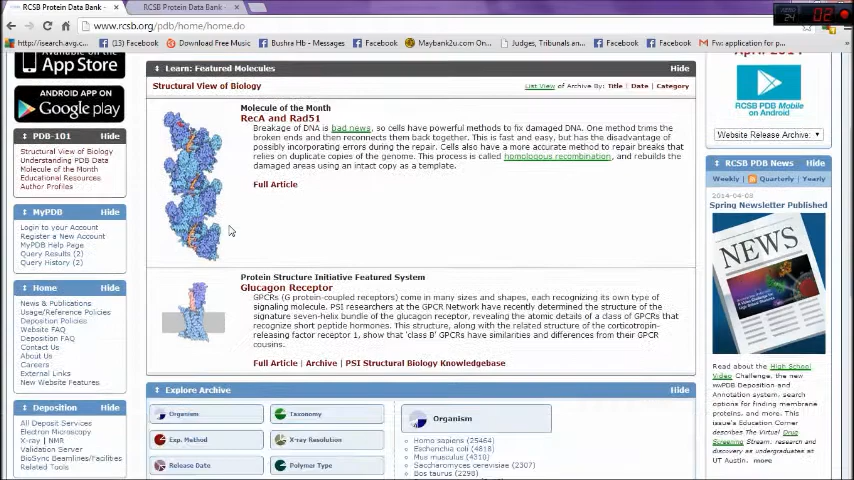 RCSB Protein Data Bank -
RCSB Protein Data Bank -
www.rcsb.org/pdb/home/home.do
http://isearch.avg.c...
(13) Facebook
Download Free Music
Bushra Hb - Messages
Facebook
Maybank2u.com On...
Judges, Tribunals an...
Facebook
Facebook
Fw: application for p...
24
02
App Store
ANDROID APP ON
Google play
PDB-101 Hide
Structural View of Biology
Understanding PDB Data
Molecule of the Month
Educational Resources
Author Profiles
MyPDB Hide
Login to your Account
Register a New Account
MyPDB Help Page
Query Results (2)
Query History (2)
Home Hide
News & Publications
Usage/Reference Policies
Deposition Policies
Website FAQ
Deposition FAQ
Contact Us
About Us
Careers
External Links
New Website Features
Deposition Hide
All Deposit Services
Electron Microscopy
X-ray | NMR
Validation Server
BioSync Beamlines/Facilities
Related Tools
Learn: Featured Molecules Hide
Structural View of Biology
List View of Archive By: Title | Date | Category
Molecule of the Month
RecA and Rad51
Breakage of DNA is bad news, so cells have powerful methods to fix damaged DNA. One method trims the
broken ends and then reconnects them back together. This is fast and easy, but has the disadvantage of
possibly incorporating errors during the repair. Cells also have a more accurate method to repair breaks that
relies on duplicate copies of the genome. This process is called homologous recombination, and rebuilds the
damaged areas using an intact copy as a template.
Full Article
Protein Structure Initiative Featured System
Glucagon Receptor
GPCRs (G protein-coupled receptors) come in many sizes and shapes, each recognizing its own type of
signaling molecule. PSI researchers at the GPCR Network have recently determined the structure of the
signature seven-helix bundle of the glucagon receptor, revealing the atomic details of a class of GPCRs that
recognize short peptide hormones. This structure, along with the related structure of the corticotropin-
releasing factor receptor 1, show that 'class B' GPCRs have similarities and differences from their GPCR
cousins.
Full Article | Archive | PSI Structural Biology Knowledgebase
Explore Archive Hide
Organism
Taxonomy
Exp. Method
X-ray Resolution
Release Date
Polymer Type
Organism
Homo sapiens (25464)
Escherichia coli (4818)
Mus musculus (4310)
Saccharomyces cerevisiae (2307)
Bos taurus (2298)
April 2014
RCSB PDB Mobile
on Android
Website Release Archive:
RCSB PDB News Hide
Weekly | Quarterly | Yearly
2014-04-08
Spring Newsletter Published
NEWS
Read about the High School
Video Challenge, the new
wwPDB Deposition and
Annotation system, search
options for finding membrane
proteins, and more. This
issue's Education Corner
describes The Virtual Drug
Screening Stream: research and
discovery as undergraduates at
UT Austin. more